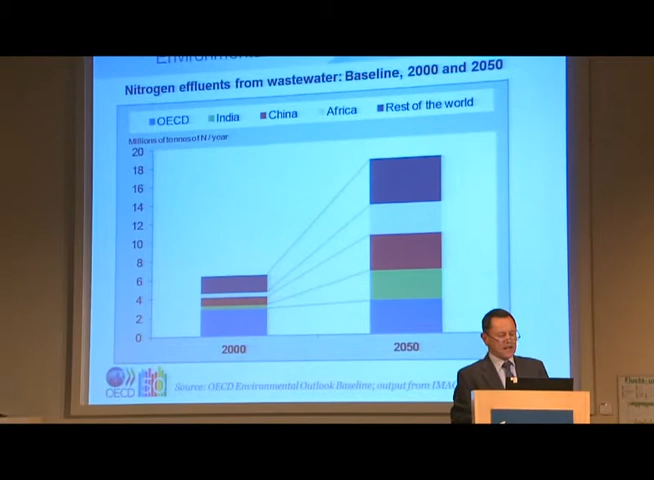 Nitrogen effluents from wastewater: Baseline, 2000 and 2050
OECD India China Africa Rest of the world
Millions of tonnes of N / year
20
18
16
14
12
10
8
6
4
2
0
2000 2050
OECD
Source: OECD Environmental Outlook Baseline; output from